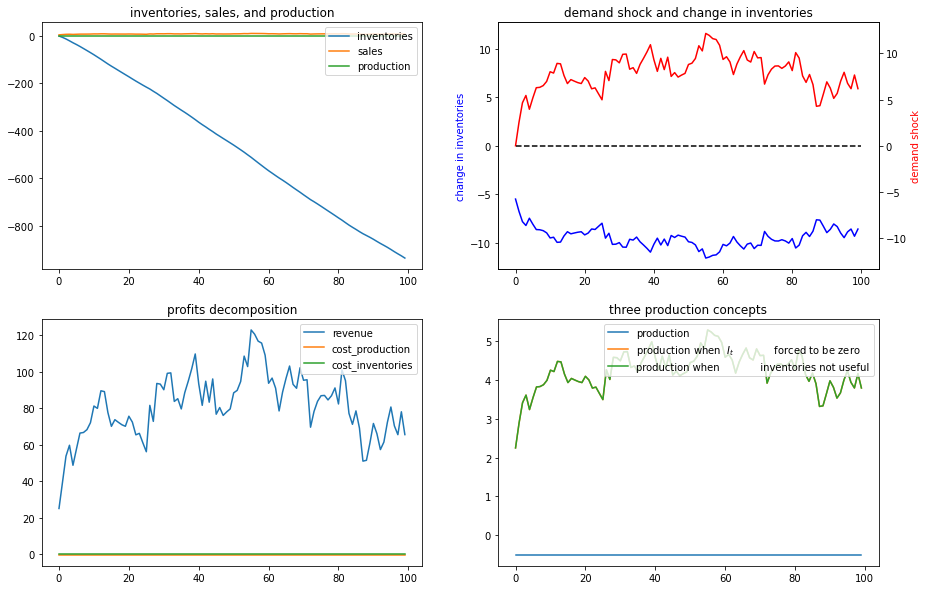 inventories, sales, and production
0
−200
−400
−600
−800
0 20 40 60 80 100
inventories
sales
production
demand shock and change in inventories
change in inventories
10
5
0
−5
−10
0 20 40 60 80 100
10
5
0
−5
−10
demand shock
profits decomposition
120
100
80
60
40
20
0
0 20 40 60 80 100
revenue
cost_production
cost_inventories
three production concepts
5
4
3
2
1
0
0 20 40 60 80 100
production
production when I_t forced to be zero
production when inventories not useful